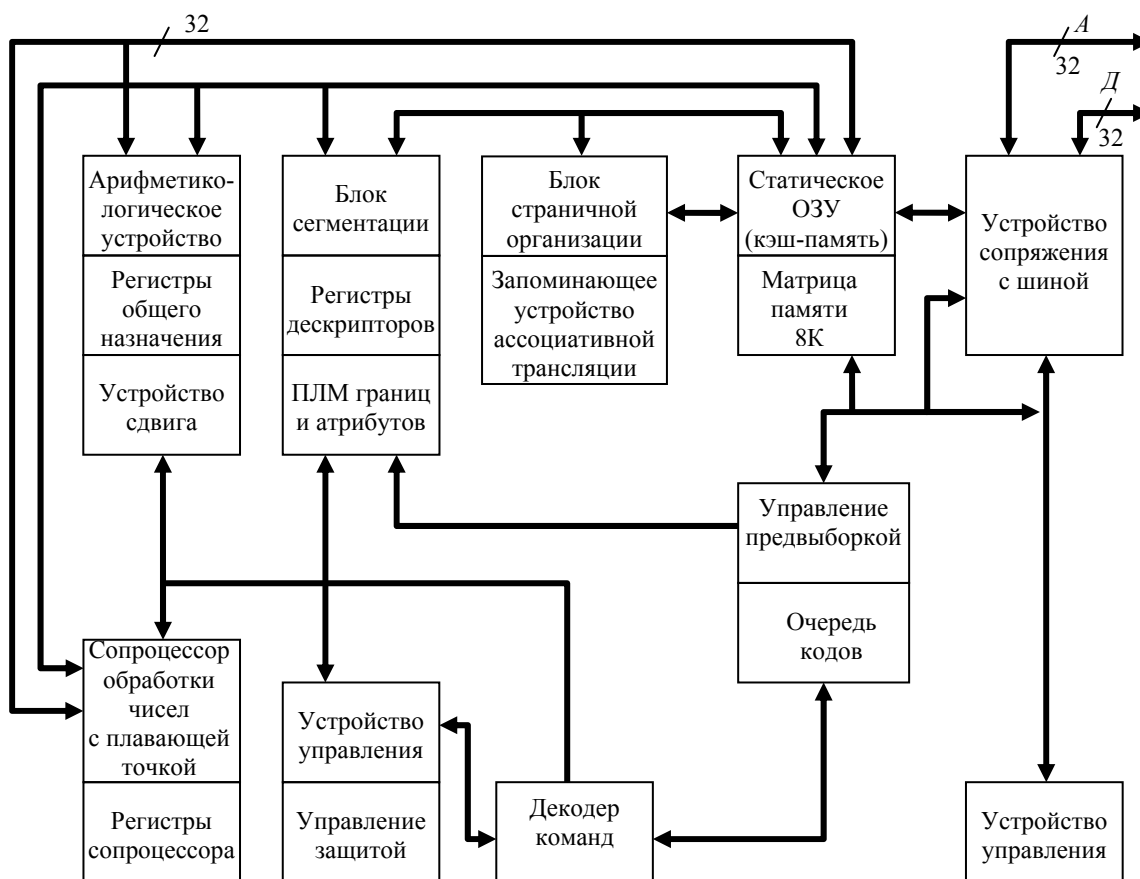 32
А
32
Д
32
Арифметико-
логическое
устройство
Регистры
общего
назначения
Устройство
сдвига
Блок
сегментации
Регистры
дескрипторов
ПЛМ границ
и атрибутов
Блок
страничной
организации
Запоминающее
устройство
ассоциативной
трансляции
Статическое
ОЗУ
(кэш-память)
Матрица
памяти
8К
Устройство
сопряжения
с шиной
Управление
предвыборкой
Очередь
кодов
Сопроцессор
обработки
чисел
с плавающей
точкой
Регистры
сопроцессора
Устройство
управления
Управление
защитой
Декодер
команд
Устройство
управления